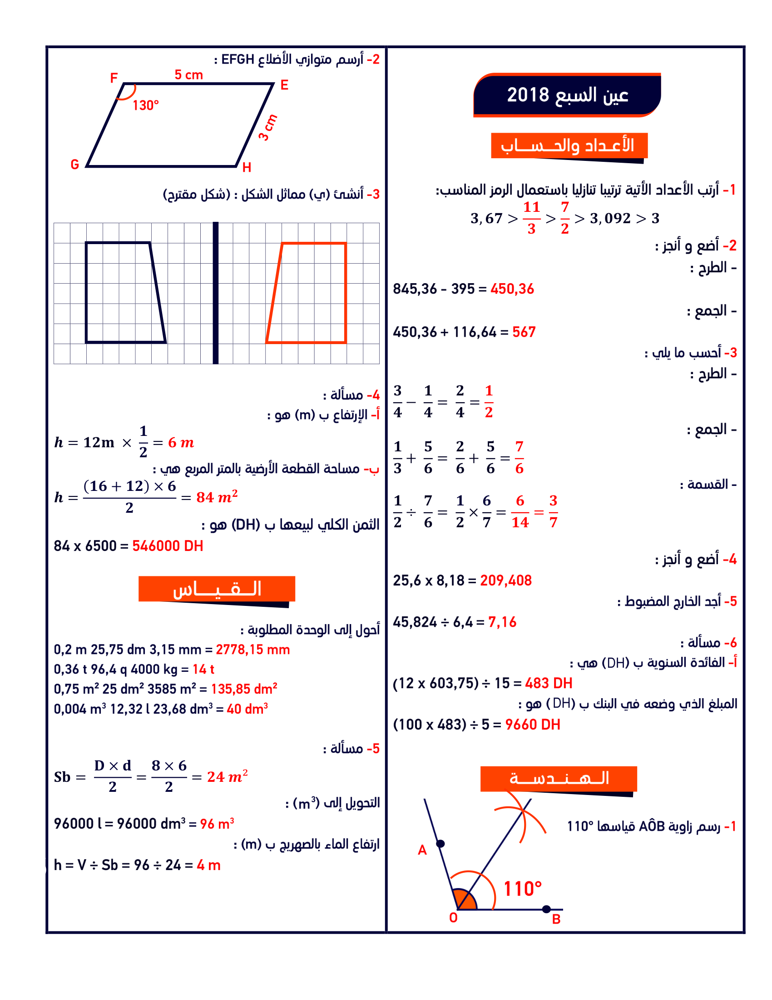 عين السبع 2018
الأعـداد والحـــســـــاب
1- أرتب الأعداد الأتية ترتيبا تنازليا باستعمال الرمز المناسب:
3,67 > 11/3 > 7/2 > 3,092 > 3
2- أضع و أنجز :
- الطرح :
845,36 - 395 = 450,36
- الجمع :
450,36 + 116,64 = 567
3- أحسب ما يلي :
- الطرح :
3/4 − 1/4 = 2/4 = 1/2
- الجمع :
1/3 + 5/6 = 2/6 + 5/6 = 7/6
- القسمة :
1/2 ÷ 7/6 = 1/2 × 6/7 = 6/14 = 3/7
4- أضع و أنجز :
25,6 x 8,18 = 209,408
5- أجد الخارج المضبوط :
45,824 ÷ 6,4 = 7,16
6- مسألة :
أ- الفائدة السنوية ب (DH) هي :
(12 x 603,75) ÷ 15 = 483 DH
المبلغ الذي وضعه في البنك ب (DH ) هو :
(100 x 483) ÷ 5 = 9660 DH
الـــهـــنـــدســـــة
1- رسم زاوية AÔB قياسها 110°
A
110°
O
B
2- أرسم متوازي الأضلاع EFGH :
F
5 cm
E
130°
3 cm
G
H
3- أنشئ (ي) مماثل الشكل : (شكل مقترح)
4- مسألة :
أ- الإرتفاع ب (m) هو :
h = 12m × 1/2 = 6 m
ب- مساحة القطعة الأرضية بالمتر المربع هي :
h = (16 + 12) × 6/2 = 84 m²
الثمن الكلي لبيعها ب (DH) هو :
84 x 6500 = 546000 DH
الـــقـــيـــــاس
أحول إلى الوحدة المطلوبة :
0,2 m 25,75 dm 3,15 mm = 2778,15 mm
0,36 t 96,4 q 4000 kg = 14 t
0,75 m² 25 dm² 3585 m² = 135,85 dm²
0,004 m³ 12,32 l 23,68 dm³ = 40 dm³
5- مسألة :
Sb = D × d/2 = 8 × 6/2 = 24 m²
التحويل إلى (m³) :
96000 l = 96000 dm³ = 96 m³
ارتفاع الماء بالصهريج ب (m) :
h = V ÷ Sb = 96 ÷ 24 = 4 m